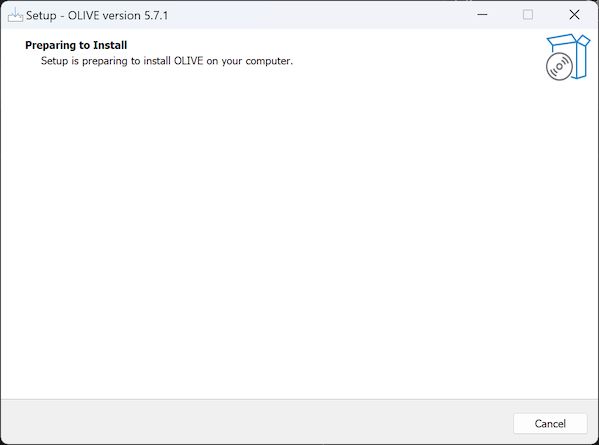 Setup - OLIVE version 5.7.1
Preparing to Install
Setup is preparing to install OLIVE on your computer.
Cancel